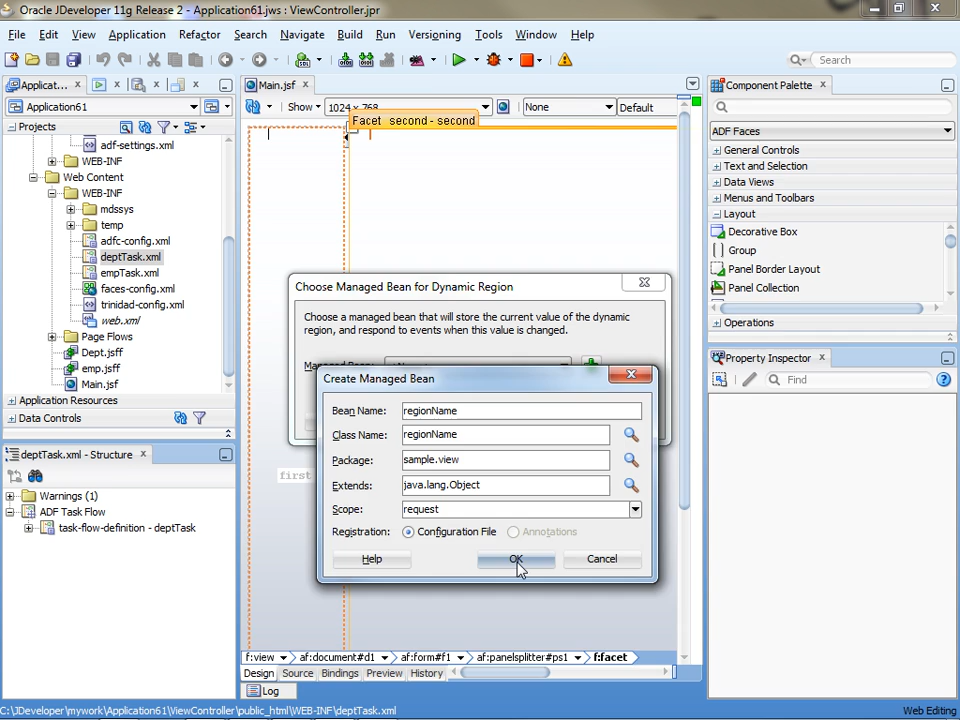 Oracle JDeveloper 11g Release 2 - Application61.jws : ViewController.jpr
File Edit View Application Refactor Search Navigate Build Run Versioning Tools Window Help
Search
Applicat...
Application61
Projects
adf-settings.xml
WEB-INF
Web Content
WEB-INF
mdssys
temp
adfc-config.xml
deptTask.xml
empTask.xml
faces-config.xml
trinidad-config.xml
web.xml
Page Flows
Dept.jsff
emp.jsff
Main.jsf
Application Resources
Data Controls
deptTask.xml - Structure
Warnings (1)
ADF Task Flow
task-flow-definition - deptTask
Main.jsf
Show 1024 x 768 None Default
Facet second - second
first
Choose Managed Bean for Dynamic Region
Choose a managed bean that will store the current value of the dynamic
region, and respond to events when this value is changed.
Create Managed Bean
Bean Name: regionName
Class Name: regionName
Package: sample.view
Extends: java.lang.Object
Scope: request
Registration: Configuration File Annotations
Help OK Cancel
f:view af:document#d1 af:form#f1 af:panelsplitter#ps1 f:facet
Design Source Bindings Preview History
Log
Component Palette
ADF Faces
General Controls
Text and Selection
Data Views
Menus and Toolbars
Layout
Decorative Box
Group
Panel Border Layout
Panel Collection
Operations
Property Inspector
Find
C:\JDeveloper\mywork\Application61\ViewController\public_html\WEB-INF\deptTask.xml
Web Editing